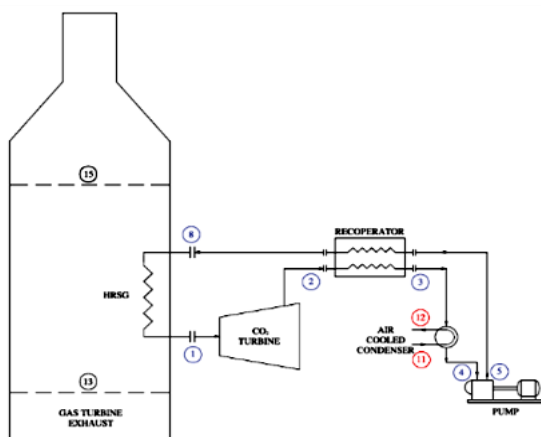 15
8
RECOPERATOR
HRSG
2
3
12
CO₂
TURBINE
AIR
COOLED
CONDENSER
1
11
4
5
13
GAS TURBINE
EXHAUST
PUMP